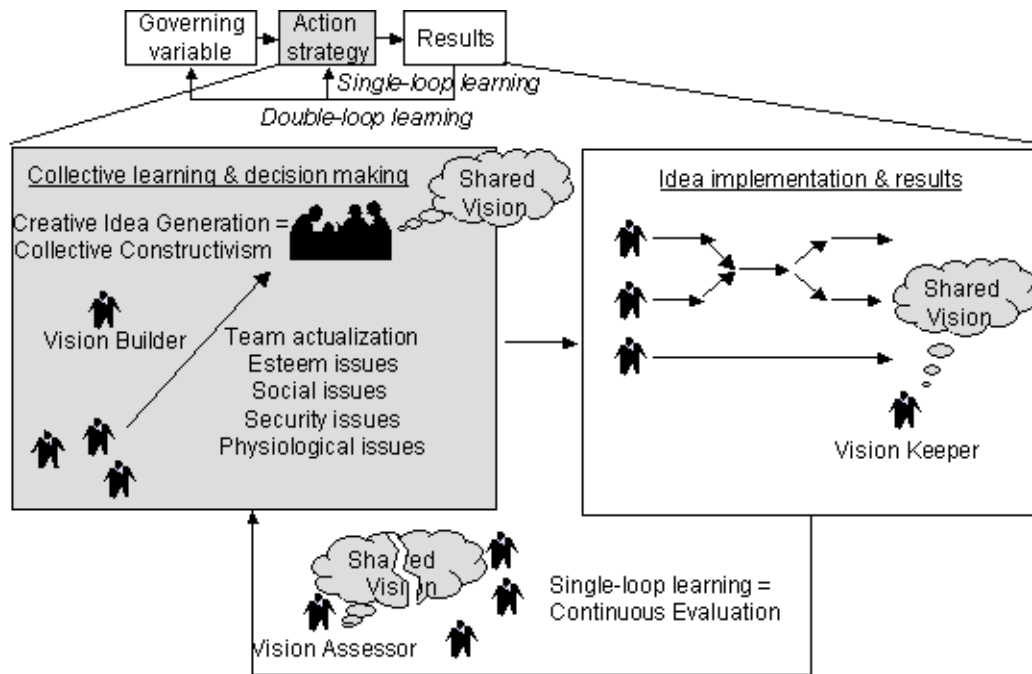 Governing
variable
Action
strategy
Results
Single-loop learning
Double-loop learning
Collective learning & decision making
Shared
Vision
Creative Idea Generation =
Collective Constructivism
Vision Builder
Team actualization
Esteem issues
Social issues
Security issues
Physiological issues
Idea implementation & results
Shared
Vision
Vision Keeper
Shared
Vision
Vision Assessor
Single-loop learning =
Continuous Evaluation